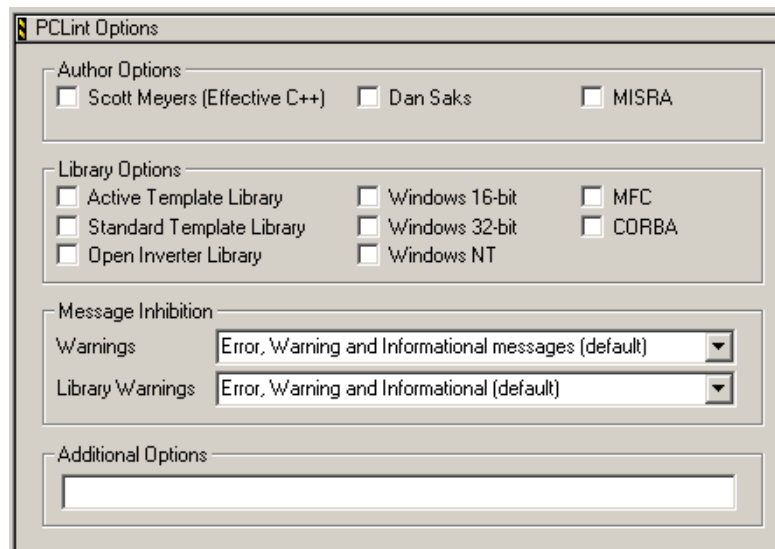 PCLint Options
Author Options
Scott Meyers (Effective C++) Dan Saks MISRA
Library Options
Active Template Library Windows 16-bit MFC
Standard Template Library Windows 32-bit CORBA
Open Inverter Library Windows NT
Message Inhibition
Warnings Error, Warning and Informational messages (default)
Library Warnings Error, Warning and Informational (default)
Additional Options